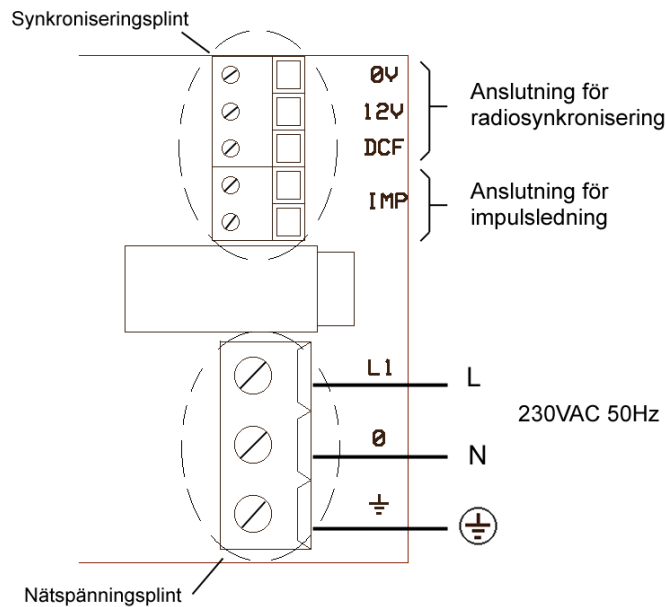 Synkroniseringsplint
0V
12V
DCF
Anslutning för
radiosynkronisering
IMP
Anslutning för
impulsledning
L1
L
230VAC 50Hz
0
N
Nätspänningsplint